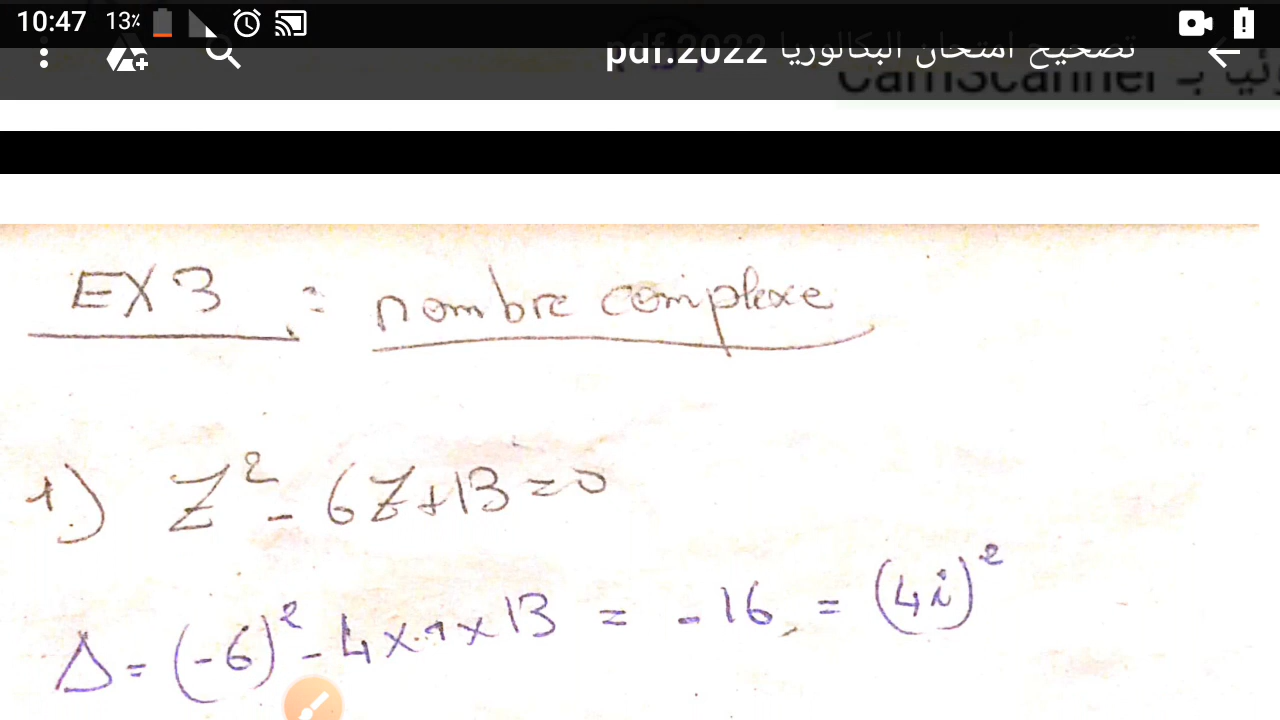 10:47 13%
تصحيح امتحان البكالوريا 2022.pdf
CamScanner بـ
EX3 : nombre complexe
1.) Z² - 6Z+13=0
Δ = (-6)² - 4×1×13 = -16 = (4i)²